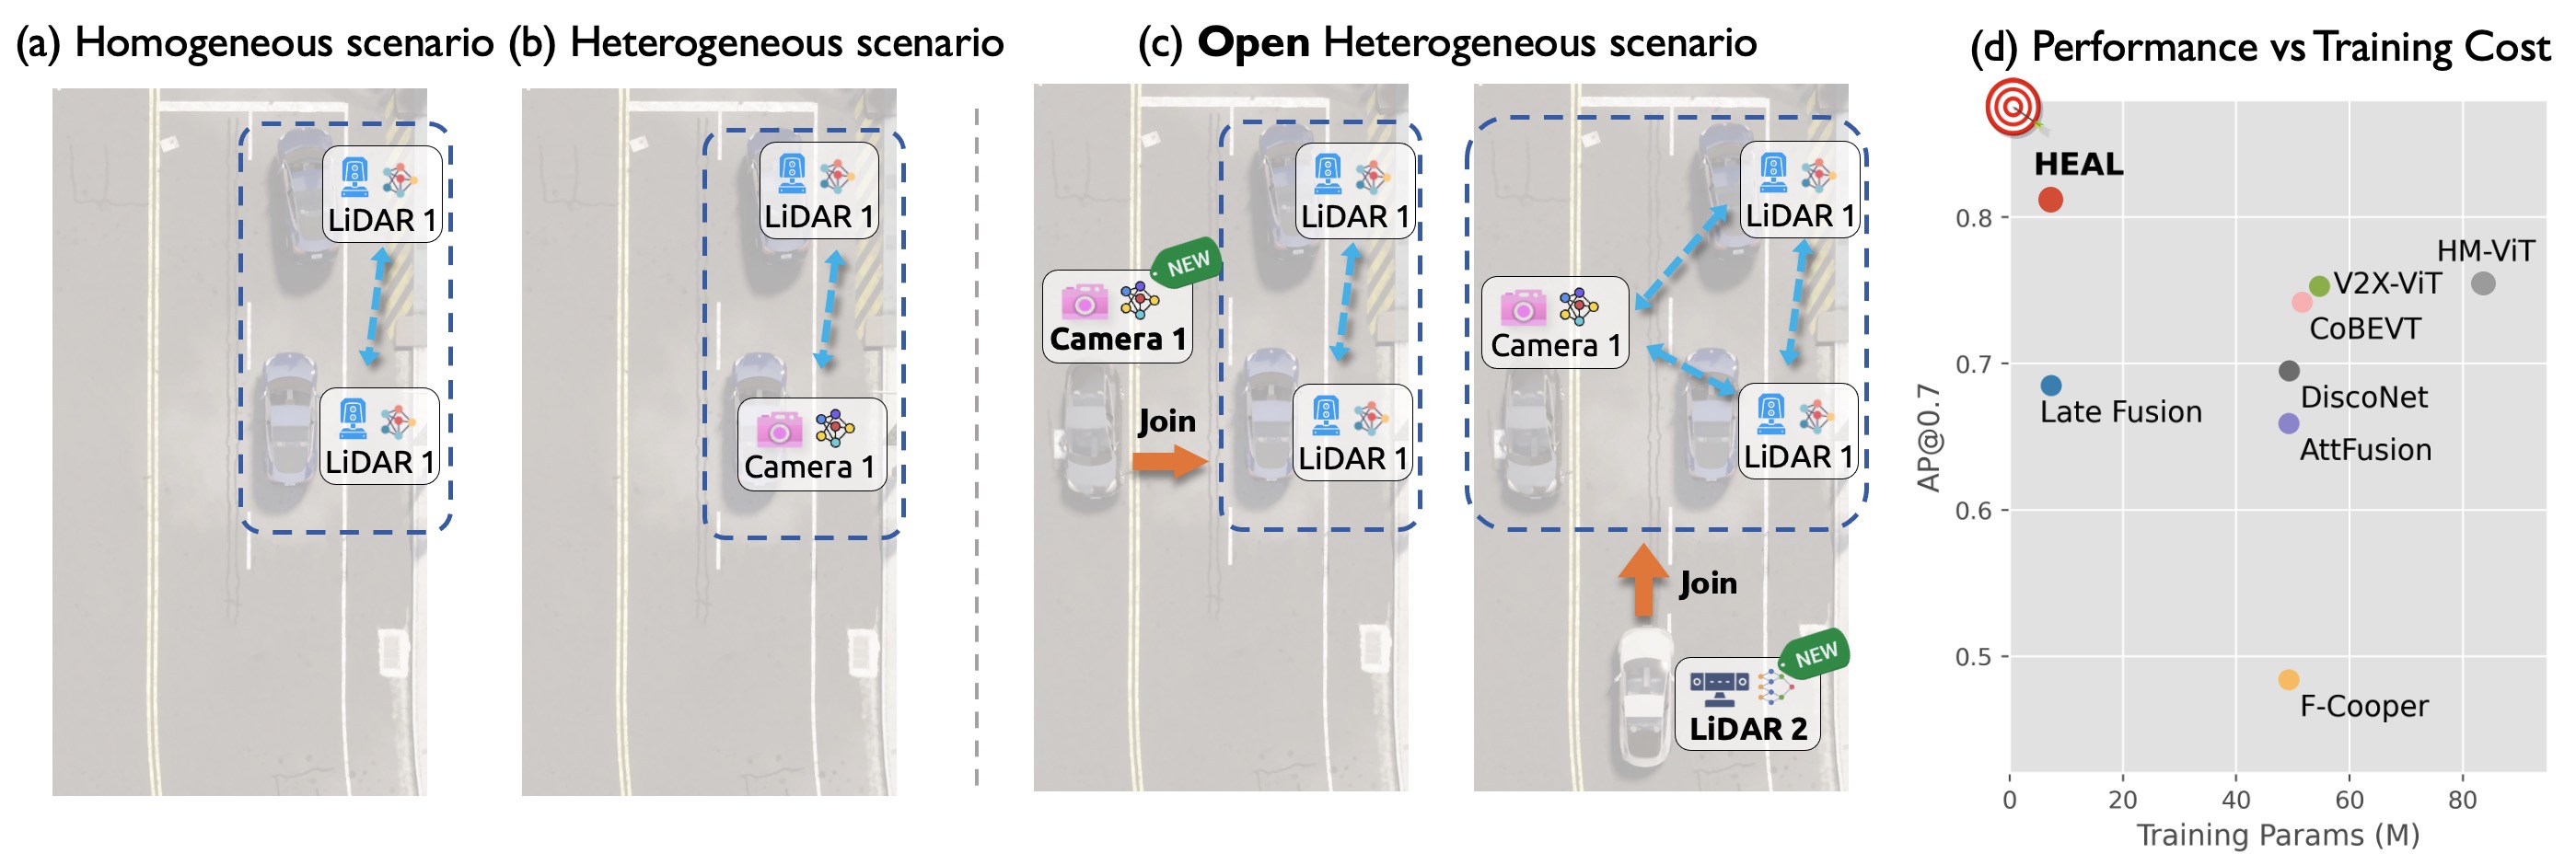 (a) Homogeneous scenario
LiDAR 1
LiDAR 1
(b) Heterogeneous scenario
LiDAR 1
Camera 1
(c) Open Heterogeneous scenario
NEW
Camera 1
Join
LiDAR 1
LiDAR 1
Camera 1
LiDAR 1
LiDAR 1
Join
NEW
LiDAR 2
(d) Performance vs Training Cost
HEAL
HM-ViT
V2X-ViT
CoBEVT
DiscoNet
Late Fusion
AttFusion
F-Cooper
AP@0.7
0.8
0.7
0.6
0.5
0 20 40 60 80
Training Params (M)